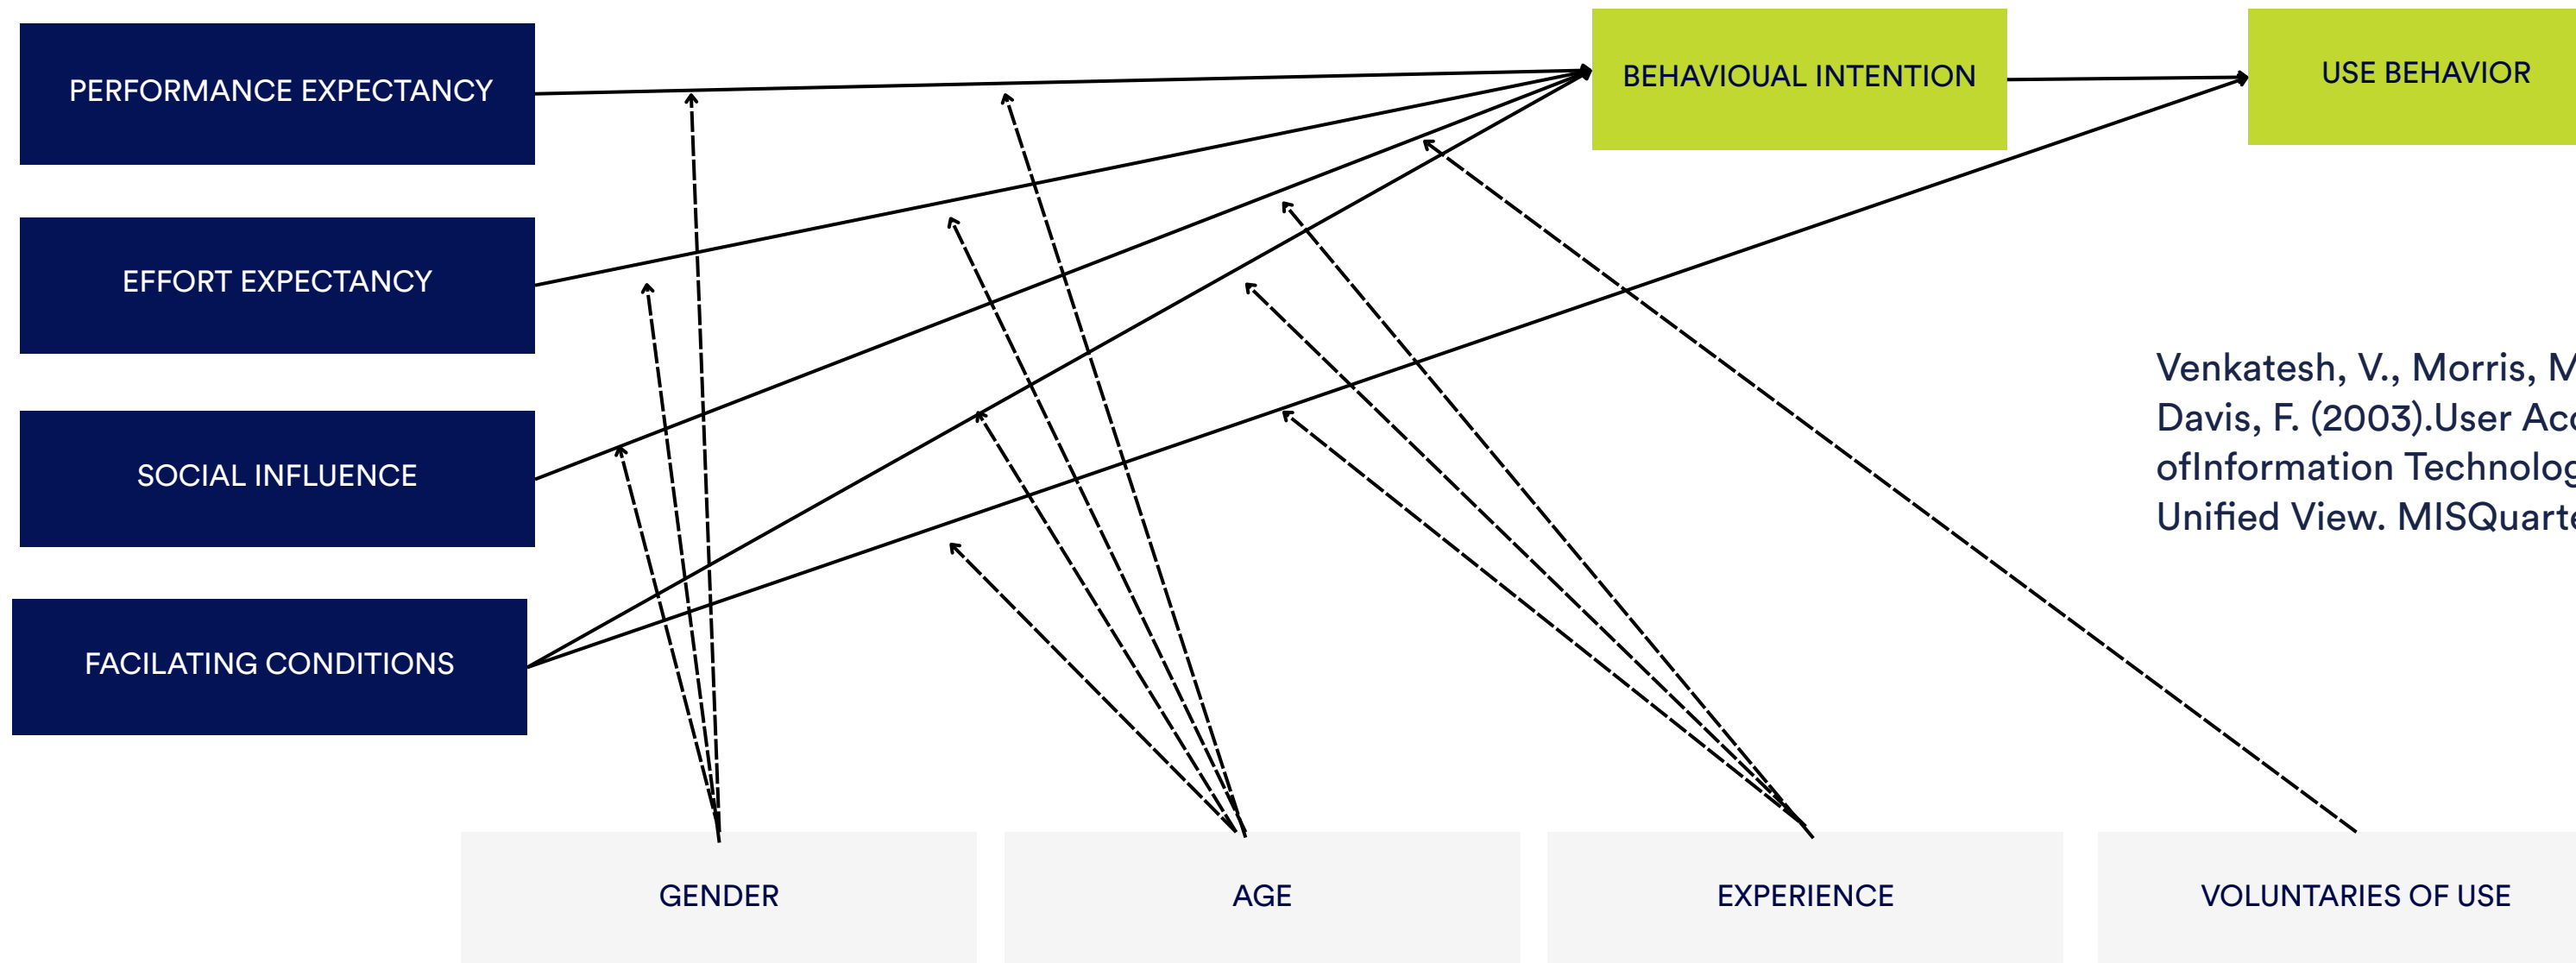 PERFORMANCE EXPECTANCY
BEHAVIOUAL INTENTION
USE BEHAVIOR
EFFORT EXPECTANCY
SOCIAL INFLUENCE
FACILATING CONDITIONS
Venkatesh, V., Morris,
Davis, F. (2003).User
ofInformation
Unified View.
GENDER
AGE
EXPERIENCE
VOLUNTARIES OF USE